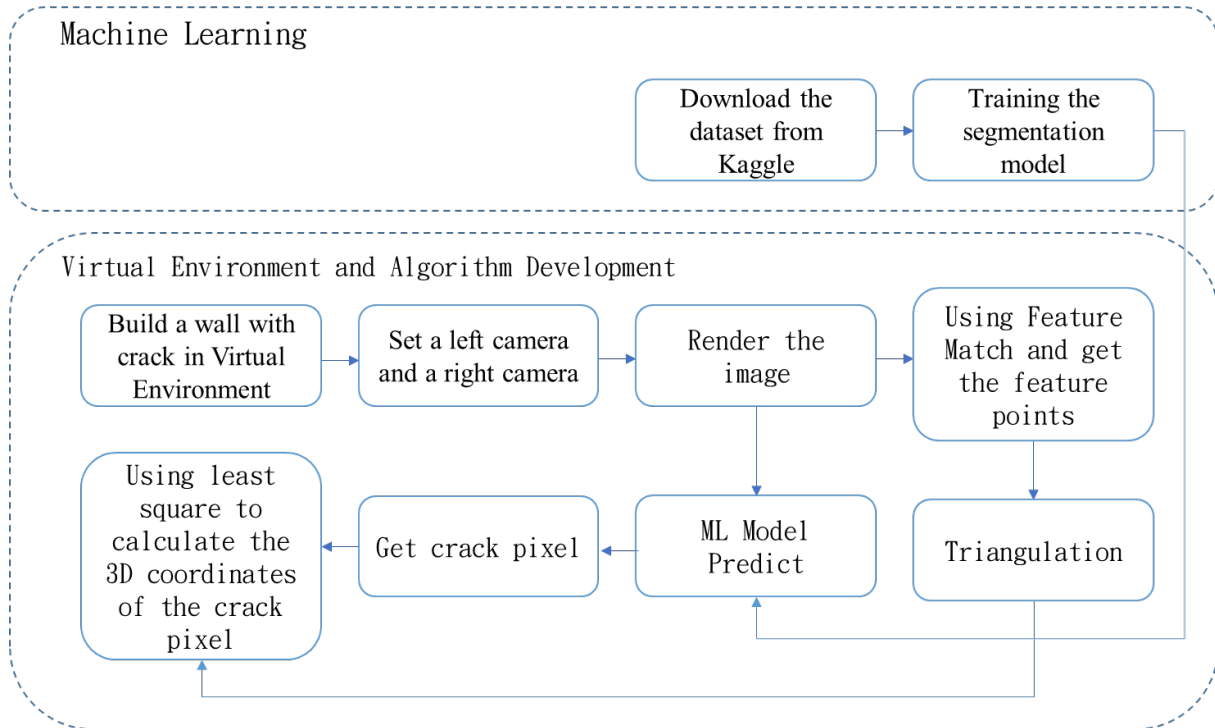 Machine Learning
Download the
dataset from
Kaggle
Training the
segmentation
model
Virtual Environment and Algorithm Development
Build a wall with
crack in Virtual
Environment
Set a left camera
and a right camera
Render the
image
Using Feature
Match and get
the feature
points
Using least
square to
calculate the
3D coordinates
of the crack
pixel
Get crack pixel
ML Model
Predict
Triangulation